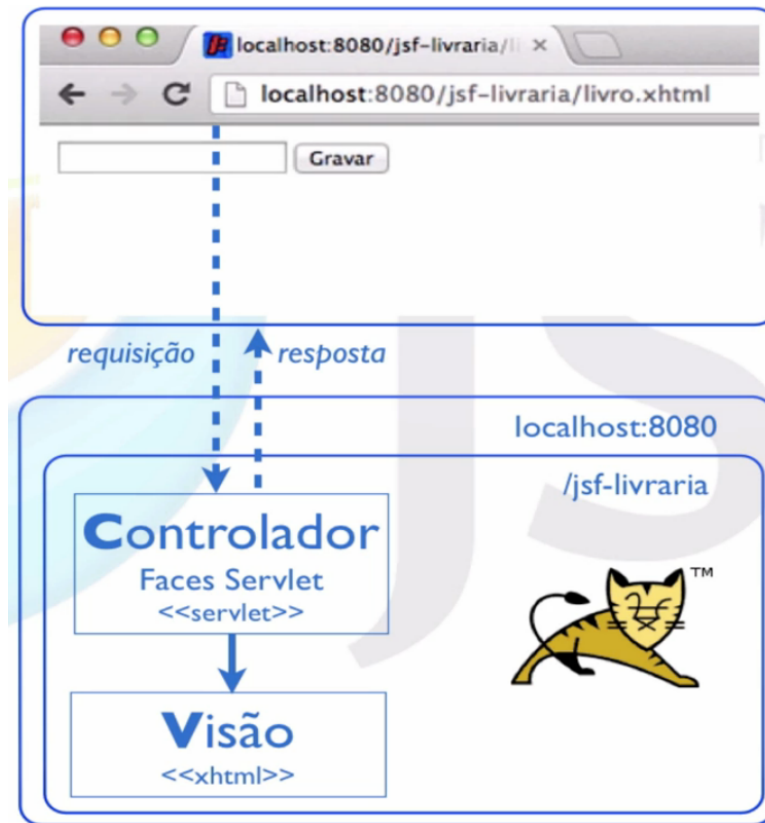 localhost:8080/jsf-livraria/li
localhost:8080/jsf-livraria/livro.xhtml
Gravar
requisição
resposta
localhost:8080
/jsf-livraria
Controlador
Faces Servlet
<<servlet>>
TM
Visão
<<xhtml>>